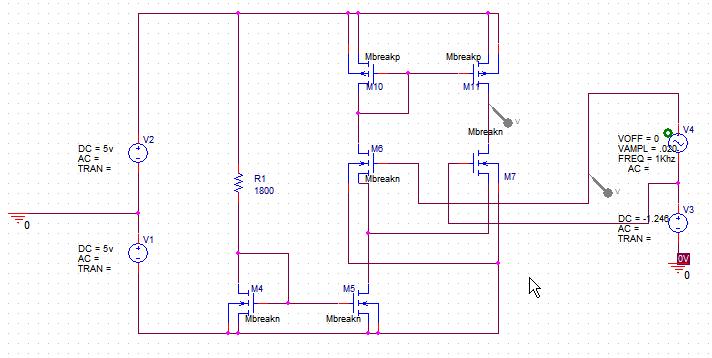 Mbreakp
Mbreakp
M10
M11
V
Mbreakn
V4
VOFF = 0
VAMPL = .020
FREQ = 1Khz
AC =
V2
DC = 5v
AC =
TRAN =
M6
Mbreakn
M7
R1
1800
V
V3
DC = -1.246
AC =
TRAN =
0
V1
DC = 5v
AC =
TRAN =
0V
0
M4
M5
Mbreakn
Mbreakn